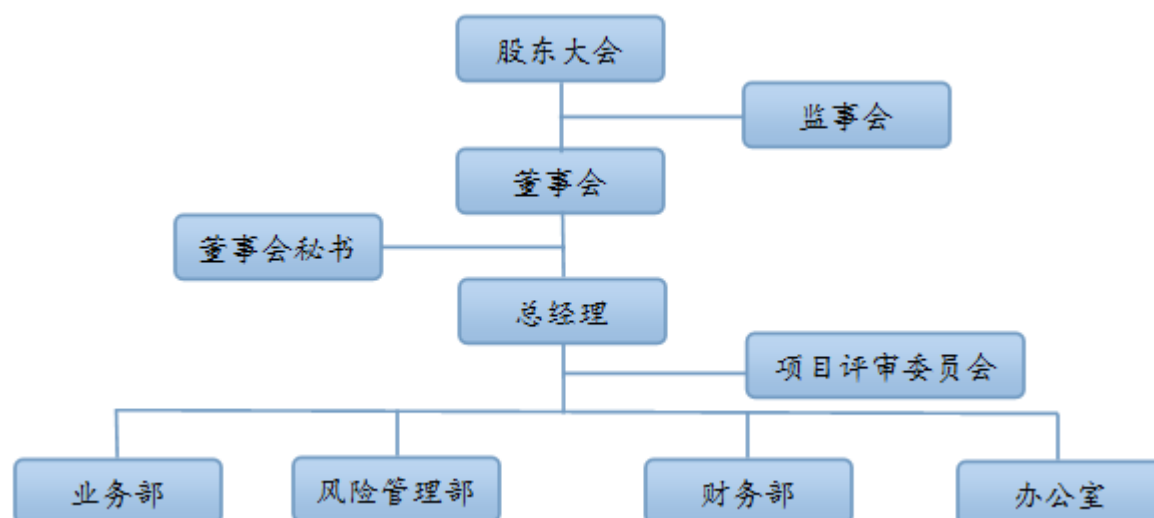 股东大会
监事会
董事会
董事会秘书
总经理
项目评审委员会
业务部
风险管理部
财务部
办公室